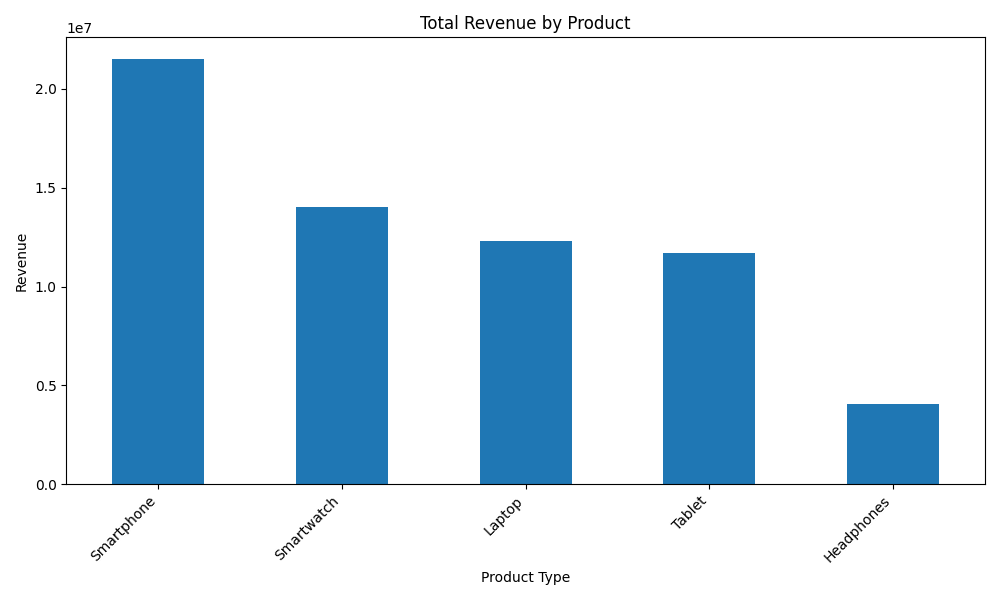 Total Revenue by Product
1e7
2.0
1.5
1.0
0.5
0.0
Revenue
Smartphone
Smartwatch
Laptop
Tablet
Headphones
Product Type